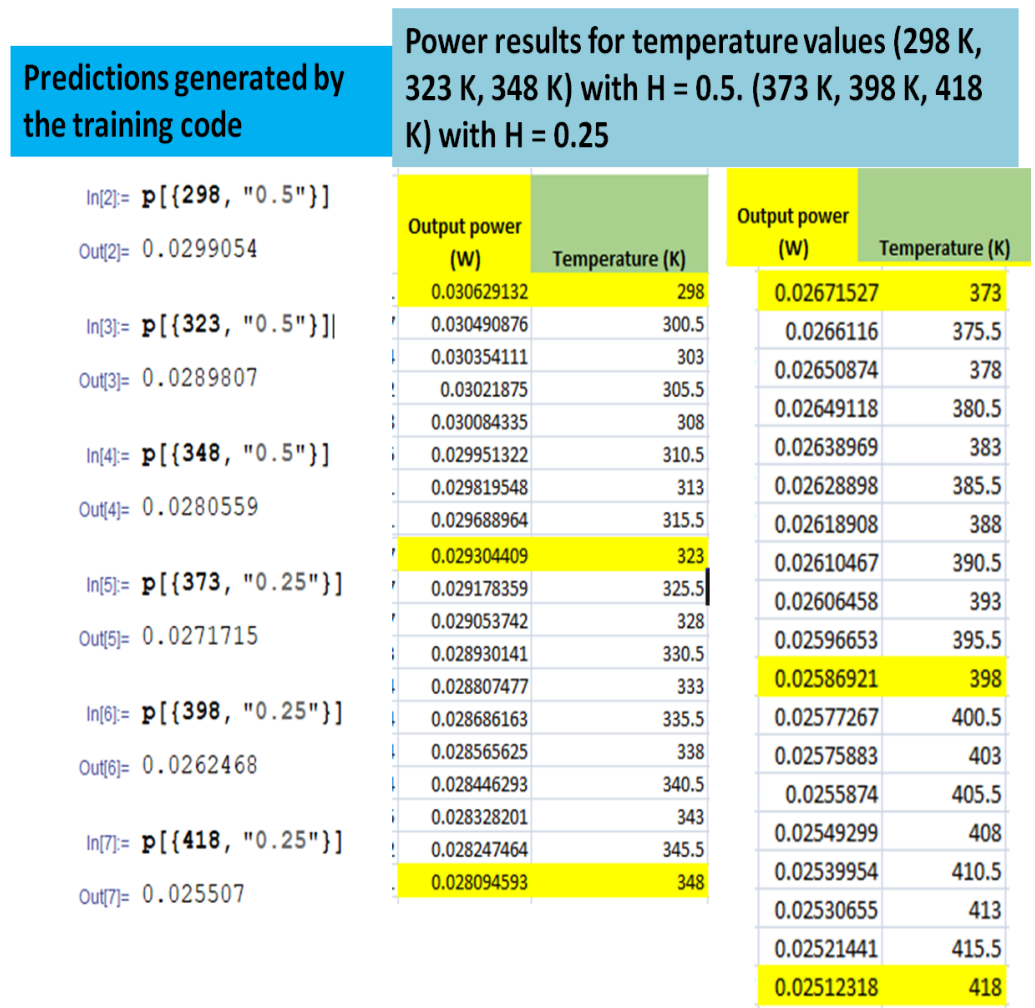 Predictions generated by
the training code
Power results for temperature values (298 K,
323 K, 348 K) with H = 0.5. (373 K, 398 K, 418
K) with H = 0.25
In[2]:= p[{298, "0.5"}]
Out[2]= 0.0299054
In[3]:= p[{323, "0.5"}]
Out[3]= 0.0289807
In[4]:= p[{348, "0.5"}]
Out[4]= 0.0280559
In[5]:= p[{373, "0.25"}]
Out[5]= 0.0271715
In[6]:= p[{398, "0.25"}]
Out[6]= 0.0262468
In[7]:= p[{418, "0.25"}]
Out[7]= 0.025507
Output power
(W) Temperature (K)
0.030629132 298
0.030490876 300.5
0.030354111 303
0.03021875 305.5
0.030084335 308
0.029951322 310.5
0.029819548 313
0.029688964 315.5
0.029304409 323
0.029178359 325.5
0.029053742 328
0.028930141 330.5
0.028807477 333
0.028686163 335.5
0.028565625 338
0.028446293 340.5
0.028328201 343
0.028247464 345.5
0.028094593 348
Output power
(W) Temperature (K)
0.02671527 373
0.0266116 375.5
0.02650874 378
0.02649118 380.5
0.02638969 383
0.02628898 385.5
0.02618908 388
0.02610467 390.5
0.02606458 393
0.02596653 395.5
0.02586921 398
0.02577267 400.5
0.02575883 403
0.0255874 405.5
0.02549299 408
0.02539954 410.5
0.02530655 413
0.02521441 415.5
0.02512318 418